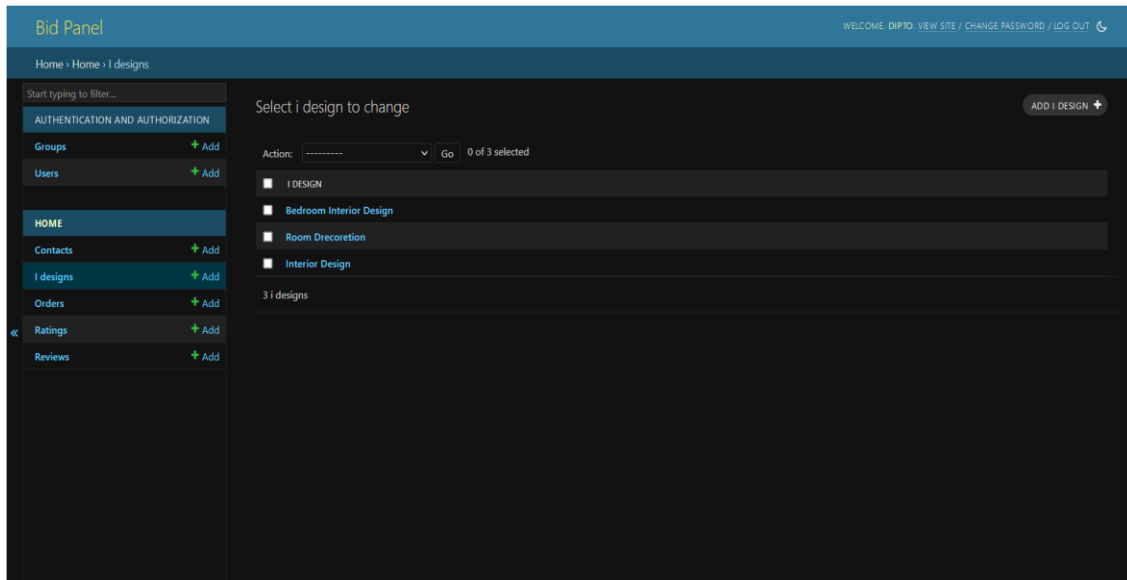 Bid Panel
WELCOME, DIPTO. VIEW SITE / CHANGE PASSWORD / LOG OUT
Home › Home › I designs
Start typing to filter...
AUTHENTICATION AND AUTHORIZATION
Groups + Add
Users + Add
HOME
Contacts + Add
I designs + Add
Orders + Add
Ratings + Add
Reviews + Add
«
Select i design to change
ADD I DESIGN +
Action: --------- Go 0 of 3 selected
I DESIGN
Bedroom Interior Design
Room Drecoretion
Interior Design
3 i designs